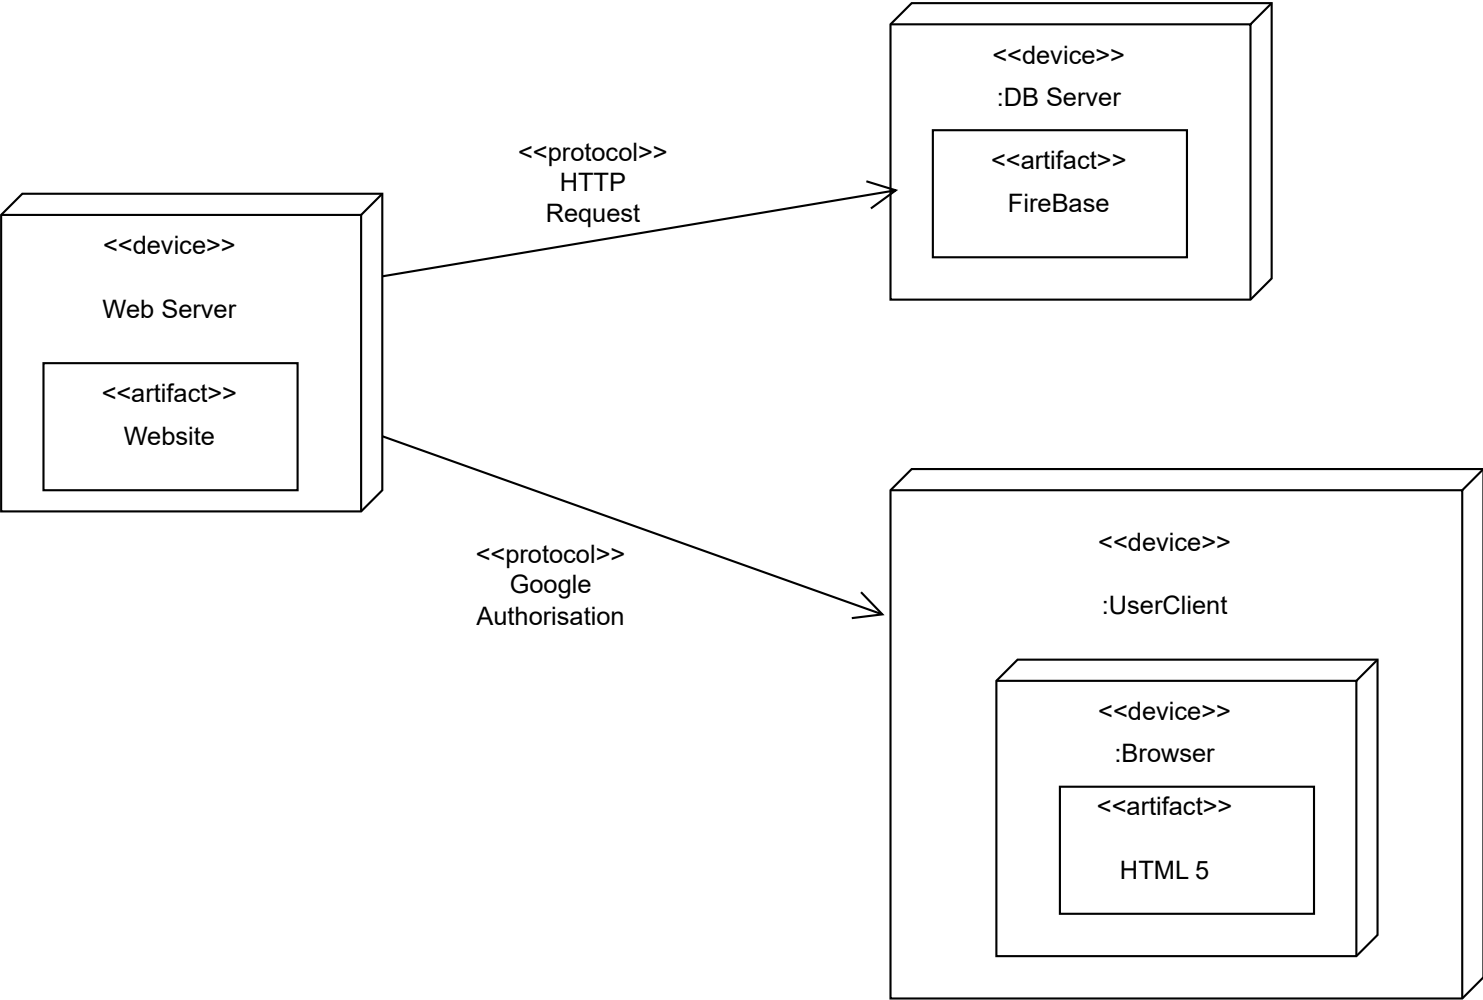 <<device>>
:DB Server
<<artifact>>
FireBase
<<protocol>>
HTTP
Request
<<device>>
Web Server
<<artifact>>
Website
<<protocol>>
Google
Authorisation
<<device>>
:UserClient
<<device>>
:Browser
<<artifact>>
HTML 5